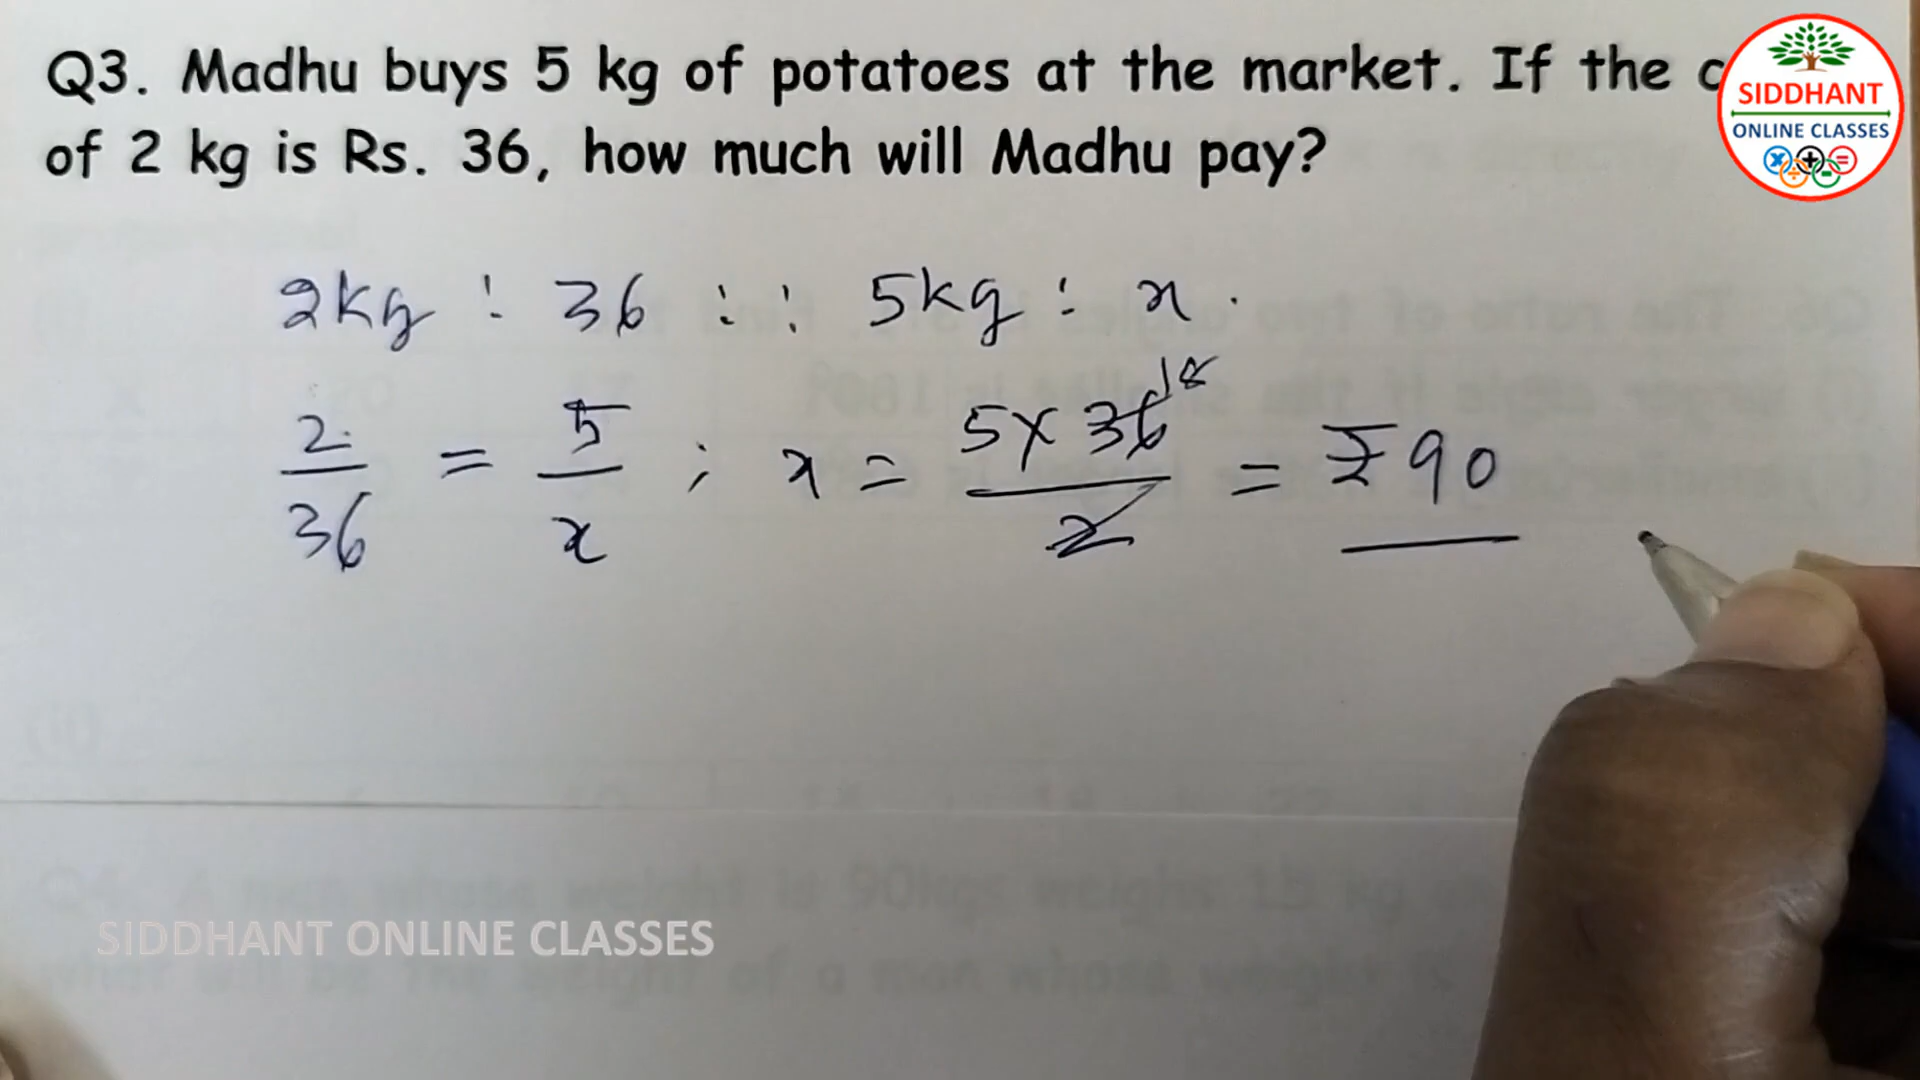 Q3. Madhu buys 5 kg of potatoes at the market. If the c
of 2 kg is Rs. 36, how much will Madhu pay?
SIDDHANT
ONLINE CLASSES
2kg : 36 :: 5kg : x.
2/36 = 5/x ; x = 5 x 36/2 = ₹90
18
SIDDHANT ONLINE CLASSES